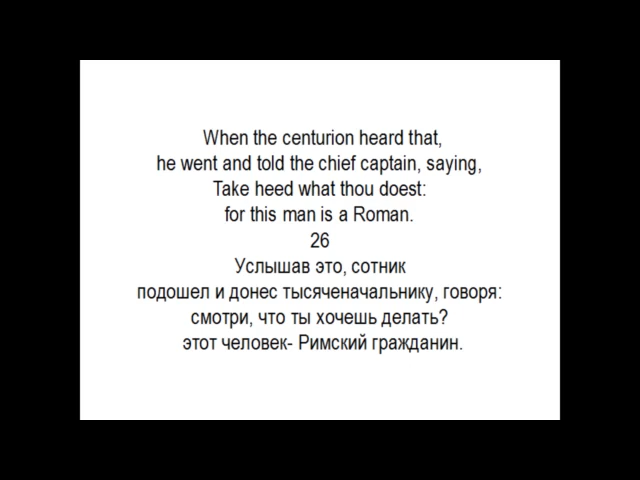 When the centurion heard that,
he went and told the chief captain, saying,
Take heed what thou doest:
for this man is a Roman.
26
Услышав это, сотник
подошел и донес тысяченачальнику, говоря:
смотри, что ты хочешь делать?
этот человек- Римский гражданин.